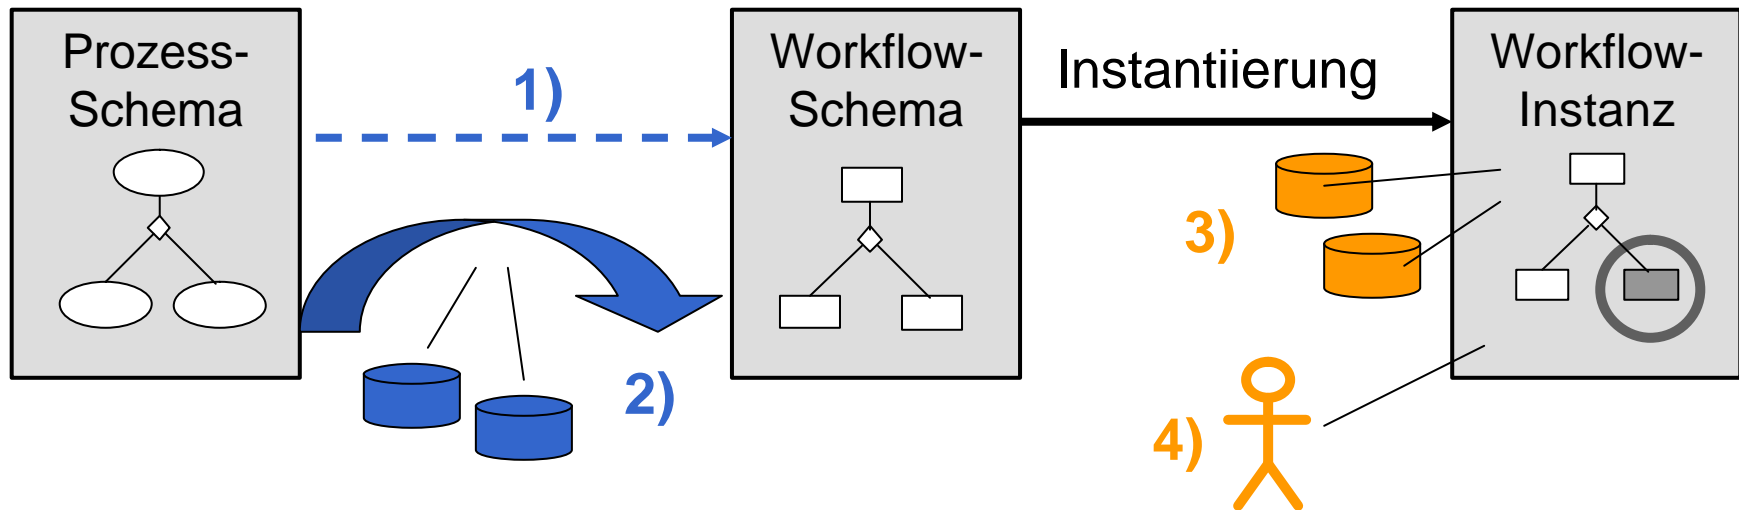 Prozess-
Schema
1)
Workflow-
Schema
Instantiierung
Workflow-
Instanz
2)
3)
4)